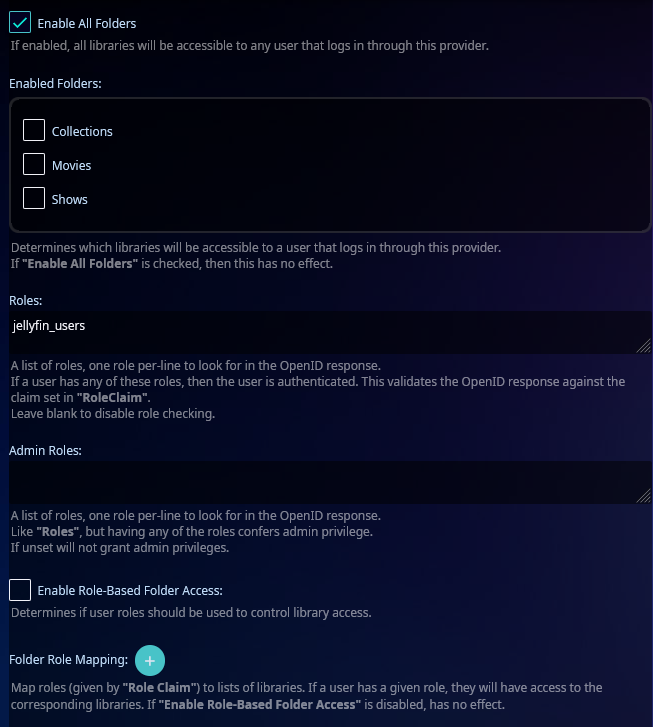 Enable All Folders
If enabled, all libraries will be accessible to any user that logs in through this provider.
Enabled Folders:
Collections
Movies
Shows
Determines which libraries will be accessible to a user that logs in through this provider.
If "Enable All Folders" is checked, then this has no effect.
Roles:
jellyfin_users
A list of roles, one role per-line to look for in the OpenID response.
If a user has any of these roles, then the user is authenticated. This validates the OpenID response against the
claim set in "RoleClaim".
Leave blank to disable role checking.
Admin Roles:
A list of roles, one role per-line to look for in the OpenID response.
Like "Roles", but having any of the roles confers admin privilege.
If unset will not grant admin privileges.
Enable Role-Based Folder Access:
Determines if user roles should be used to control library access.
Folder Role Mapping: +
Map roles (given by "Role Claim") to lists of libraries. If a user has a given role, they will have access to the
corresponding libraries. If "Enable Role-Based Folder Access" is disabled, has no effect.